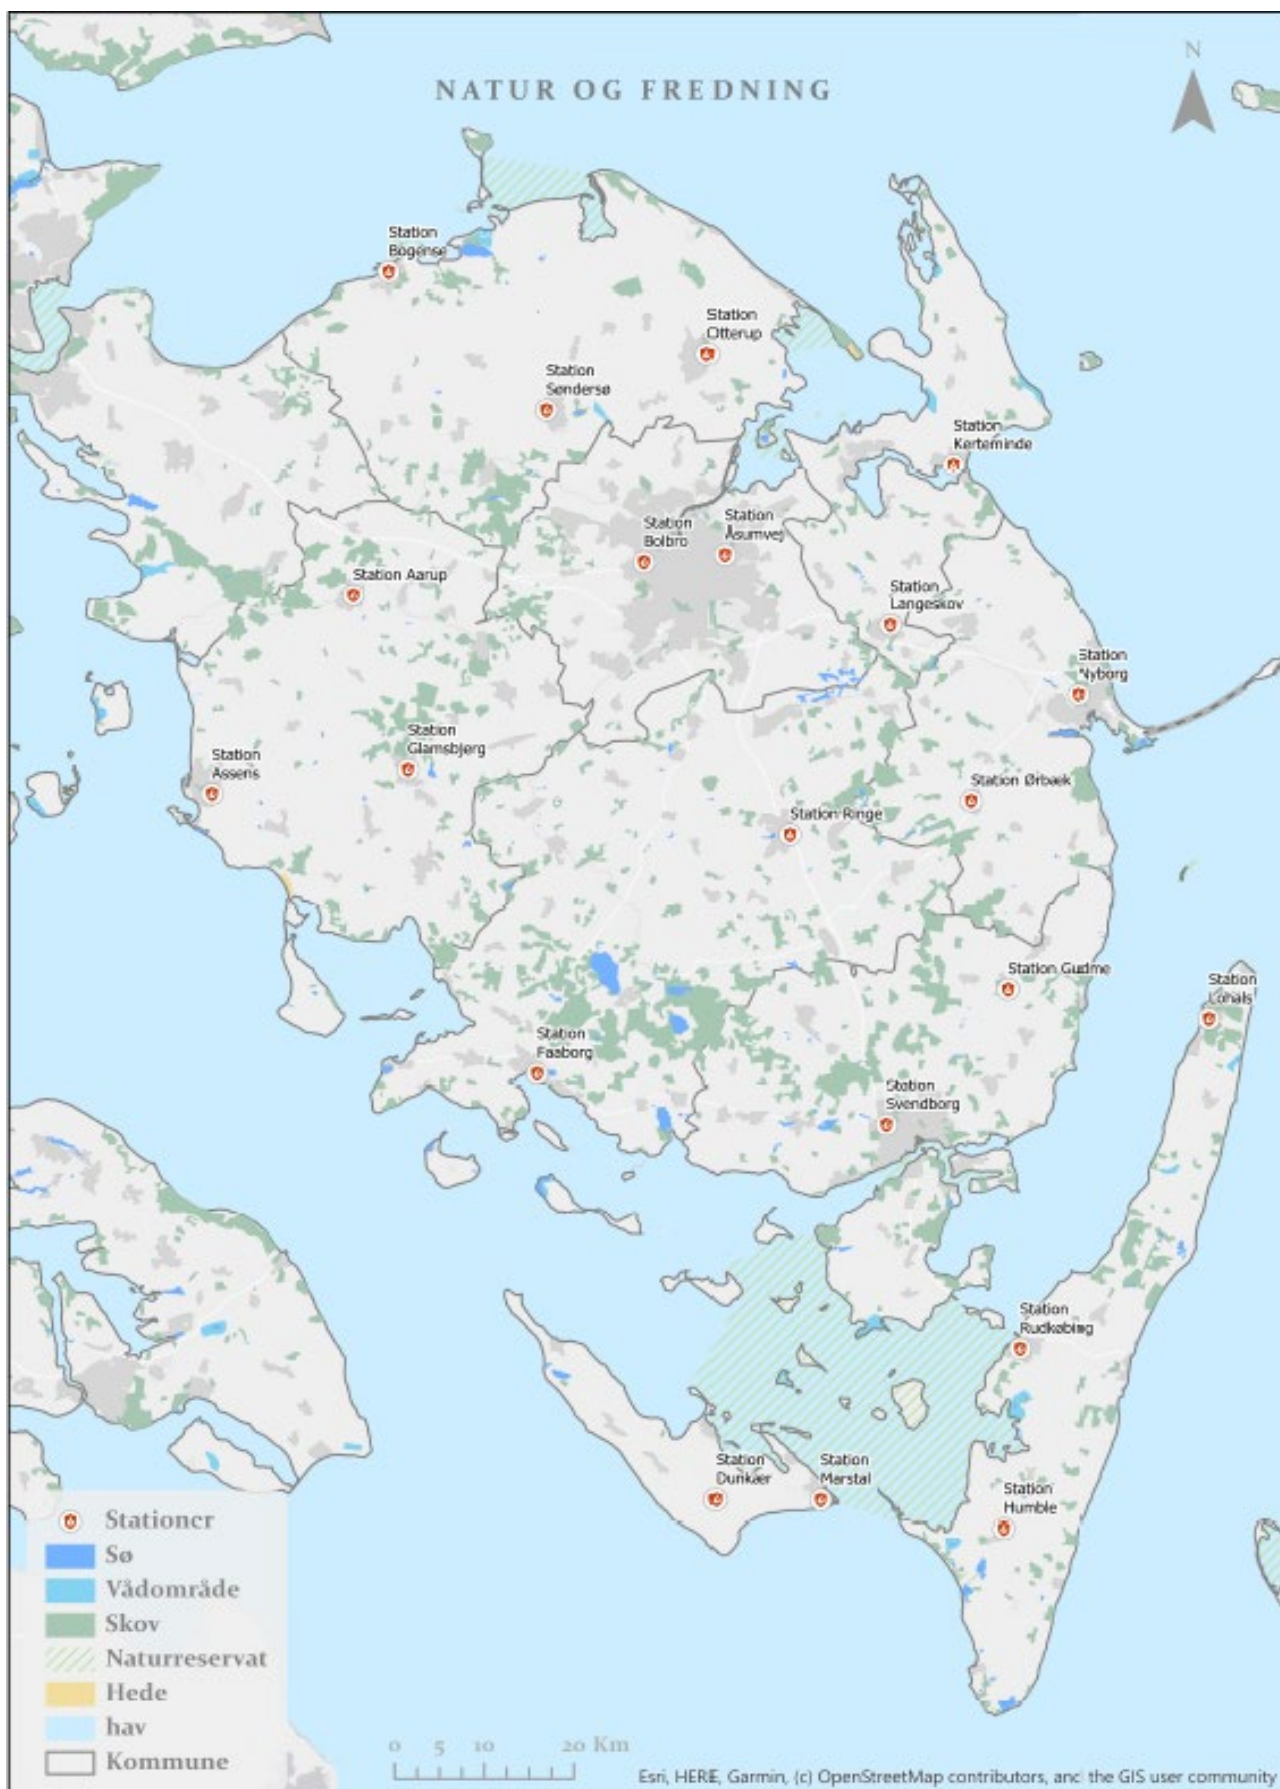 NATUR OG FREDNING
N
Station
Bogense
Station
Otterup
Station
Søndersø
Station
Kerteminde
Station
Bolbro
Station
Åsumvej
Station Aarup
Station
Langeskov
Station
Nyborg
Station
Glamsbjerg
Station
Assens
Station Ørbæk
Station Ringe
Station Gudme
Station
Lohals
Station
Faaborg
Station
Svendborg
Station
Rudkøbing
Station
Dunkær
Station
Marstal
Station
Humble
Stationer
Sø
Vådområde
Skov
Naturreservat
Hede
hav
Kommune
0 5 10 20 Km
Esri, HERE, Garmin, (c) OpenStreetMap contributors, and the GIS user community